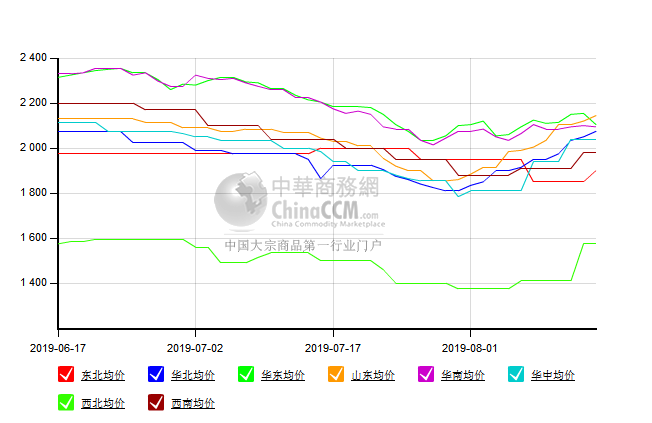 2 400
2 200
2 000
1 800
1 600
1 400
中華商務網
ChinaCCM.com
China Commodity Marketplace
中国大宗商品第一行业门户
2019-06-17 2019-07-02 2019-07-17 2019-08-01
东北均价 华北均价 华东均价 山东均价 华南均价 华中均价
西北均价 西南均价